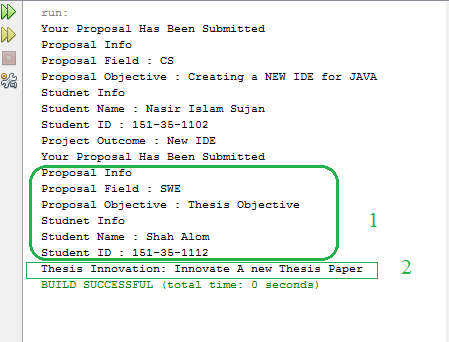 run:
Your Proposal Has Been Submitted
Proposal Info
Proposal Field : CS
Proposal Objective : Creating a NEW IDE for JAVA
Studnet Info
Student Name : Nasir Islam Sujan
Student ID : 151-35-1102
Project Outcome : New IDE
Your Proposal Has Been Submitted
Proposal Info
Proposal Field : SWE
Proposal Objective : Thesis Objective
Studnet Info
Student Name : Shah Alom
Student ID : 151-35-1112
1
Thesis Innovation: Innovate A new Thesis Paper
2
BUILD SUCCESSFUL (total time: 0 seconds)